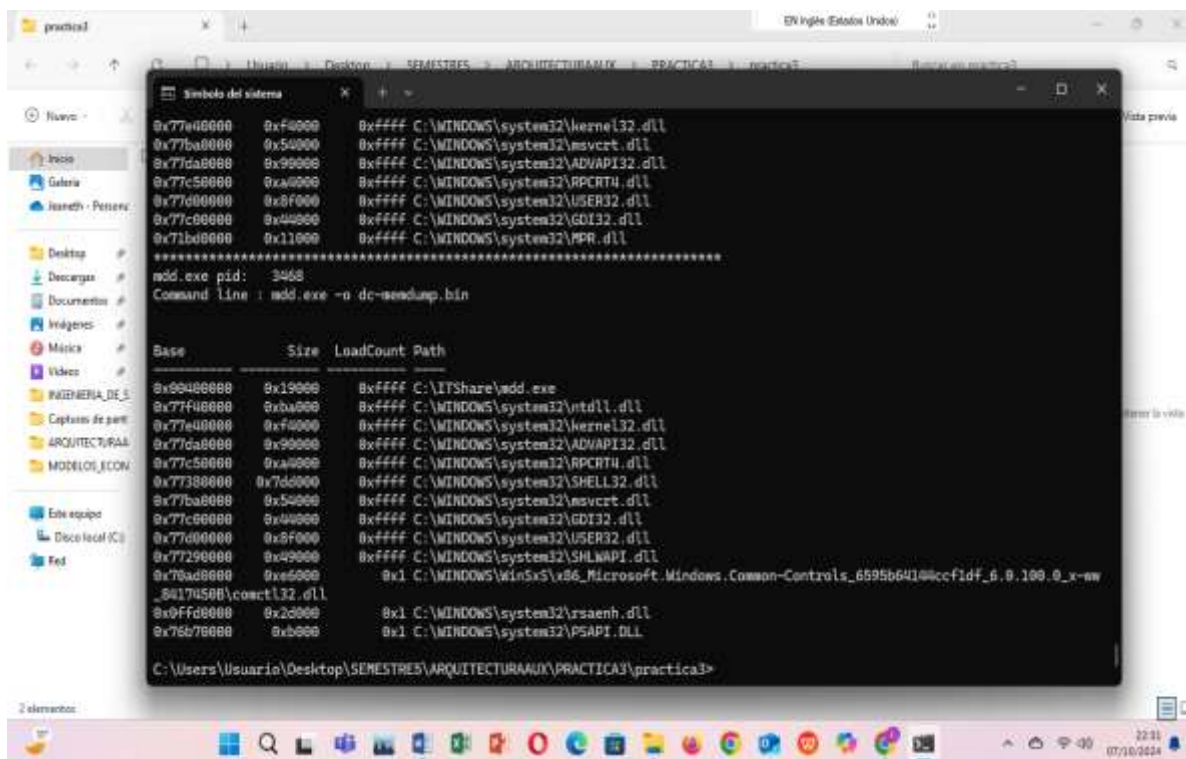 practica3
EN Inglés (Estados Unidos)
Usuario > Desktop > SEMESTRE5 > ARQUITECTURAAUX > PRACTICA3 > practica3
Buscar en practica3
Nuevo
Vista previa
Inicio
Galería
Jeaneth - Persona
Desktop
Descargas
Documentos
Imágenes
Música
Videos
INGENIERIA_DE_S
Capturas de pant
ARQUITECTURAA
MODELOS_ECON
Este equipo
Disco local (C:)
Red
Símbolo del sistema
0x77e40000 0xf4000 0xffff C:\WINDOWS\system32\kernel32.dll
0x77ba0000 0x54000 0xffff C:\WINDOWS\system32\msvcrt.dll
0x77da0000 0x90000 0xffff C:\WINDOWS\system32\ADVAPI32.dll
0x77c50000 0xa4000 0xffff C:\WINDOWS\system32\RPCRT4.dll
0x77d00000 0x8f000 0xffff C:\WINDOWS\system32\USER32.dll
0x77c00000 0x44000 0xffff C:\WINDOWS\system32\GDI32.dll
0x71bd0000 0x11000 0xffff C:\WINDOWS\system32\MPR.dll
************************************************************************
mdd.exe pid: 3468
Command line : mdd.exe -o dc-memdump.bin
Base Size LoadCount Path
0x00400000 0x19000 0xffff C:\ITShare\mdd.exe
0x77f40000 0xba000 0xffff C:\WINDOWS\system32\ntdll.dll
0x77e40000 0xf4000 0xffff C:\WINDOWS\system32\kernel32.dll
0x77da0000 0x90000 0xffff C:\WINDOWS\system32\ADVAPI32.dll
0x77c50000 0xa4000 0xffff C:\WINDOWS\system32\RPCRT4.dll
0x77380000 0x7dd000 0xffff C:\WINDOWS\system32\SHELL32.dll
0x77ba0000 0x54000 0xffff C:\WINDOWS\system32\msvcrt.dll
0x77c00000 0x44000 0xffff C:\WINDOWS\system32\GDI32.dll
0x77d00000 0x8f000 0xffff C:\WINDOWS\system32\USER32.dll
0x77290000 0x49000 0xffff C:\WINDOWS\system32\SHLWAPI.dll
0x70ad0000 0xe6000 0x1 C:\WINDOWS\WinSxS\x86_Microsoft.Windows.Common-Controls_6595b64144ccf1df_6.0.100.0_x-ww
_8417450B\comctl32.dll
0x0ffd0000 0x2d000 0x1 C:\WINDOWS\system32\rsaenh.dll
0x76b70000 0xb000 0x1 C:\WINDOWS\system32\PSAPI.DLL
C:\Users\Usuario\Desktop\SEMESTRE5\ARQUITECTURAAUX\PRACTICA3\practica3>
la vista
2 elementos
22:31
07/10/2024